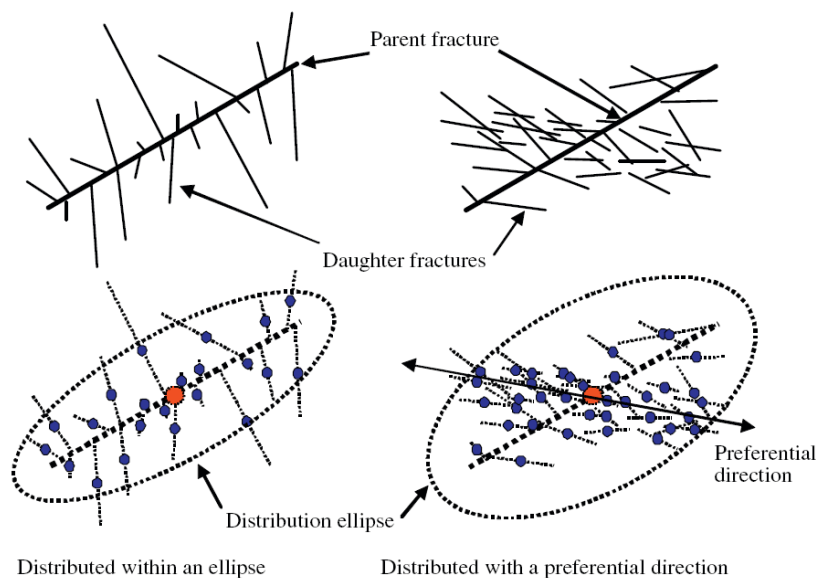 Parent fracture
Daughter fractures
Preferential
direction
Distribution ellipse
Distributed within an ellipse
Distributed with a preferential direction